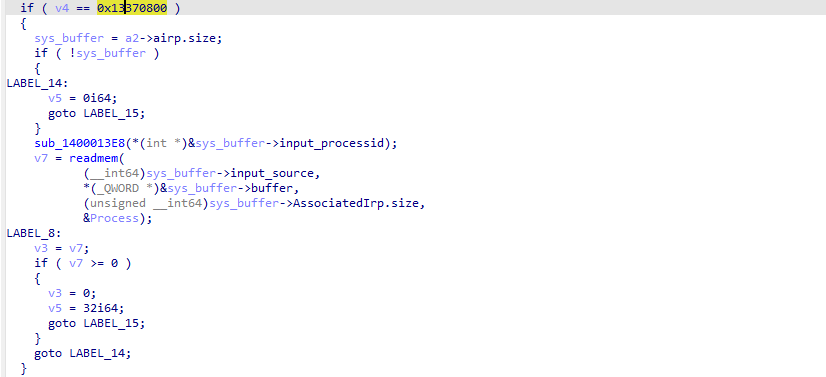 if ( v4 == 0x13370800 )
{
sys_buffer = a2->airp.size;
if ( !sys_buffer )
{
LABEL_14:
v5 = 0i64;
goto LABEL_15;
}
sub_1400013E8(*(int *)&sys_buffer->input_processid);
v7 = readmem(
(__int64)sys_buffer->input_source,
*(_QWORD *)&sys_buffer->buffer,
(unsigned __int64)sys_buffer->AssociatedIrp.size,
&Process);
LABEL_8:
v3 = v7;
if ( v7 >= 0 )
{
v3 = 0;
v5 = 32i64;
goto LABEL_15;
}
goto LABEL_14;
}